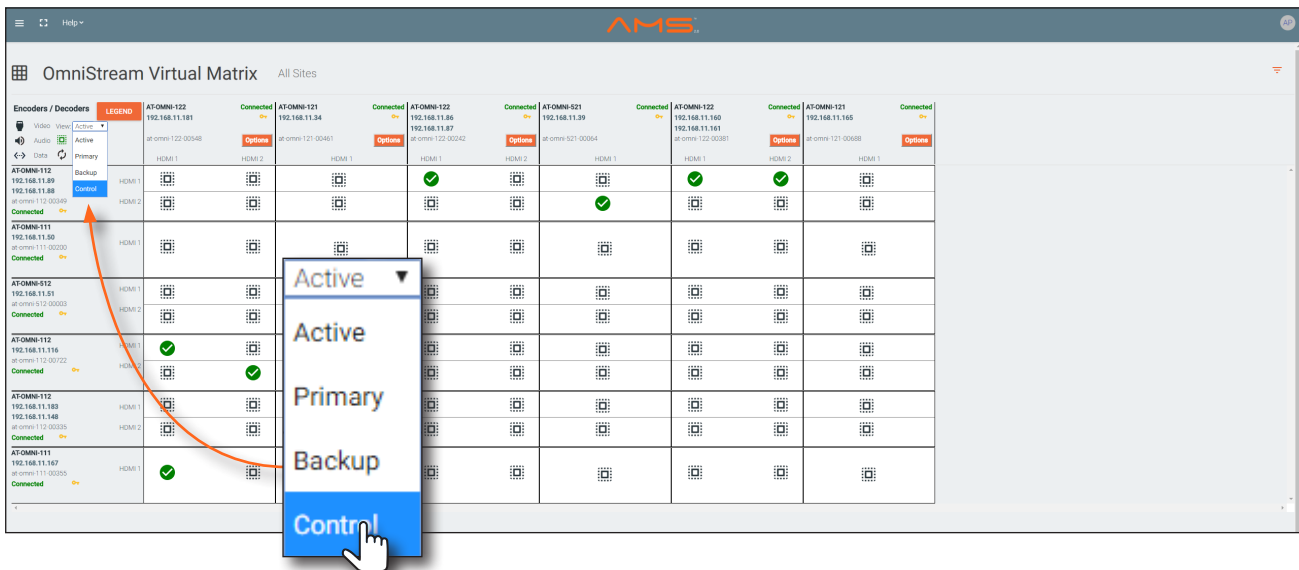 Help
AMS
AP
OmniStream Virtual Matrix All Sites
Encoders / Decoders LEGEND
Video View: Active
Audio
Data
Active
Primary
Backup
Control
AT-OMNI-122 Connected
192.168.11.181
at-omni-122-00548 Options
HDMI 1 HDMI 2
AT-OMNI-121 Connected
192.168.11.34
at-omni-121-00461 Options
HDMI 1
AT-OMNI-122 Connected
192.168.11.86
192.168.11.87
at-omni-122-00242 Options
HDMI 1 HDMI 2
AT-OMNI-521 Connected
192.168.11.39
at-omni-521-00064 Options
HDMI 1
AT-OMNI-122 Connected
192.168.11.160
192.168.11.161
at-omni-122-00381 Options
HDMI 1 HDMI 2
AT-OMNI-121 Connected
192.168.11.165
at-omni-121-00688 Options
HDMI 1
AT-OMNI-112
192.168.11.89 HDMI 1
192.168.11.88
at-omni-112-00349 HDMI 2
Connected
AT-OMNI-111
192.168.11.50
at-omni-111-00200 HDMI 1
Connected
AT-OMNI-512
192.168.11.51 HDMI 1
at-omni-512-00003
Connected HDMI 2
AT-OMNI-112
192.168.11.116 HDMI 1
at-omni-112-00722
Connected HDMI 2
AT-OMNI-112
192.168.11.183 HDMI 1
192.168.11.148
at-omni-112-00335 HDMI 2
Connected
AT-OMNI-111
192.168.11.167
at-omni-111-00355 HDMI 1
Connected
Active
Active
Primary
Backup
Control